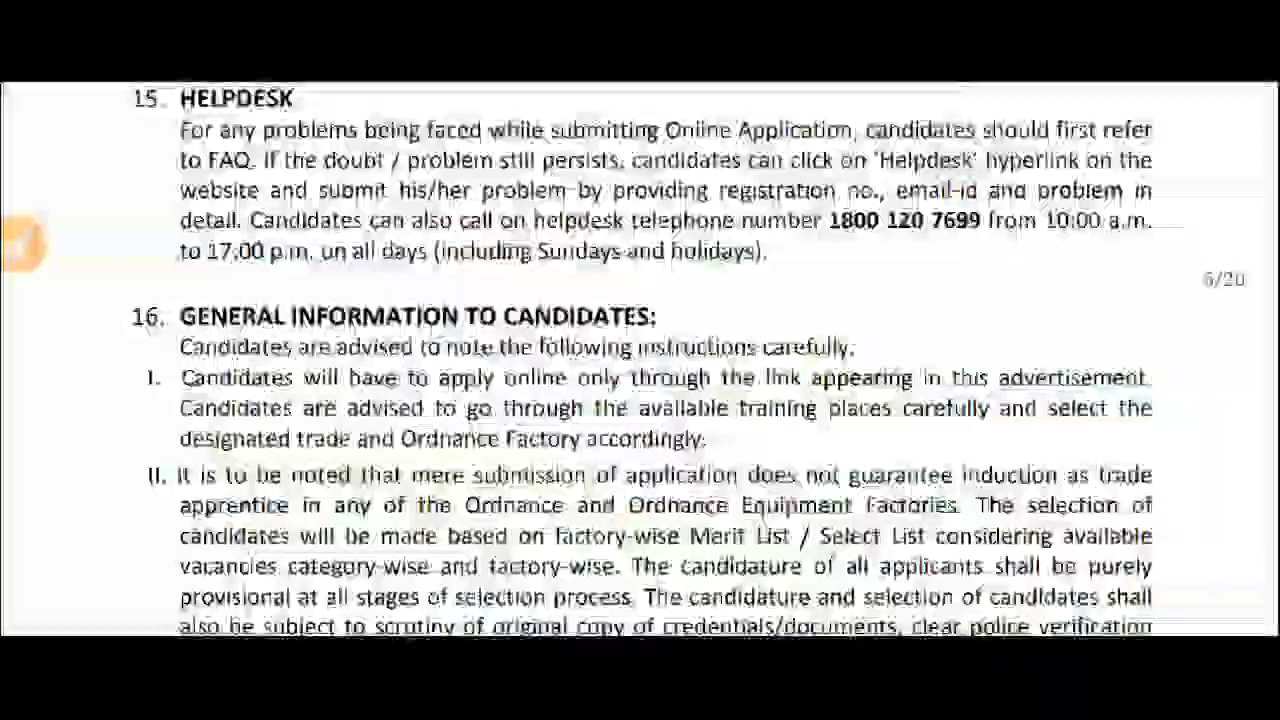 15. HELPDESK
For any problems being faced while submitting Online Application, candidates should first refer
to FAQ. If the doubt / problem still persists, candidates can click on 'Helpdesk' hyperlink on the
website and submit his/her problem by providing registration no., email-id and problem in
detail. Candidates can also call on helpdesk telephone number 1800 120 7699 from 10:00 a.m.
to 17:00 p.m. on all days (including Sundays and holidays).
6/20
16. GENERAL INFORMATION TO CANDIDATES:
Candidates are advised to note the following instructions carefully.
I. Candidates will have to apply online only through the link appearing in this advertisement.
Candidates are advised to go through the available training places carefully and select the
designated trade and Ordnance Factory accordingly.
II. It is to be noted that mere submission of application does not guarantee induction as trade
apprentice in any of the Ordnance and Ordnance Equipment Factories. The selection of
candidates will be made based on factory-wise Merit List / Select List considering available
vacancies category-wise and factory-wise. The candidature of all applicants shall be purely
provisional at all stages of selection process. The candidature and selection of candidates shall
also be subject to scrutiny of original copy of credentials/documents, clear police verification